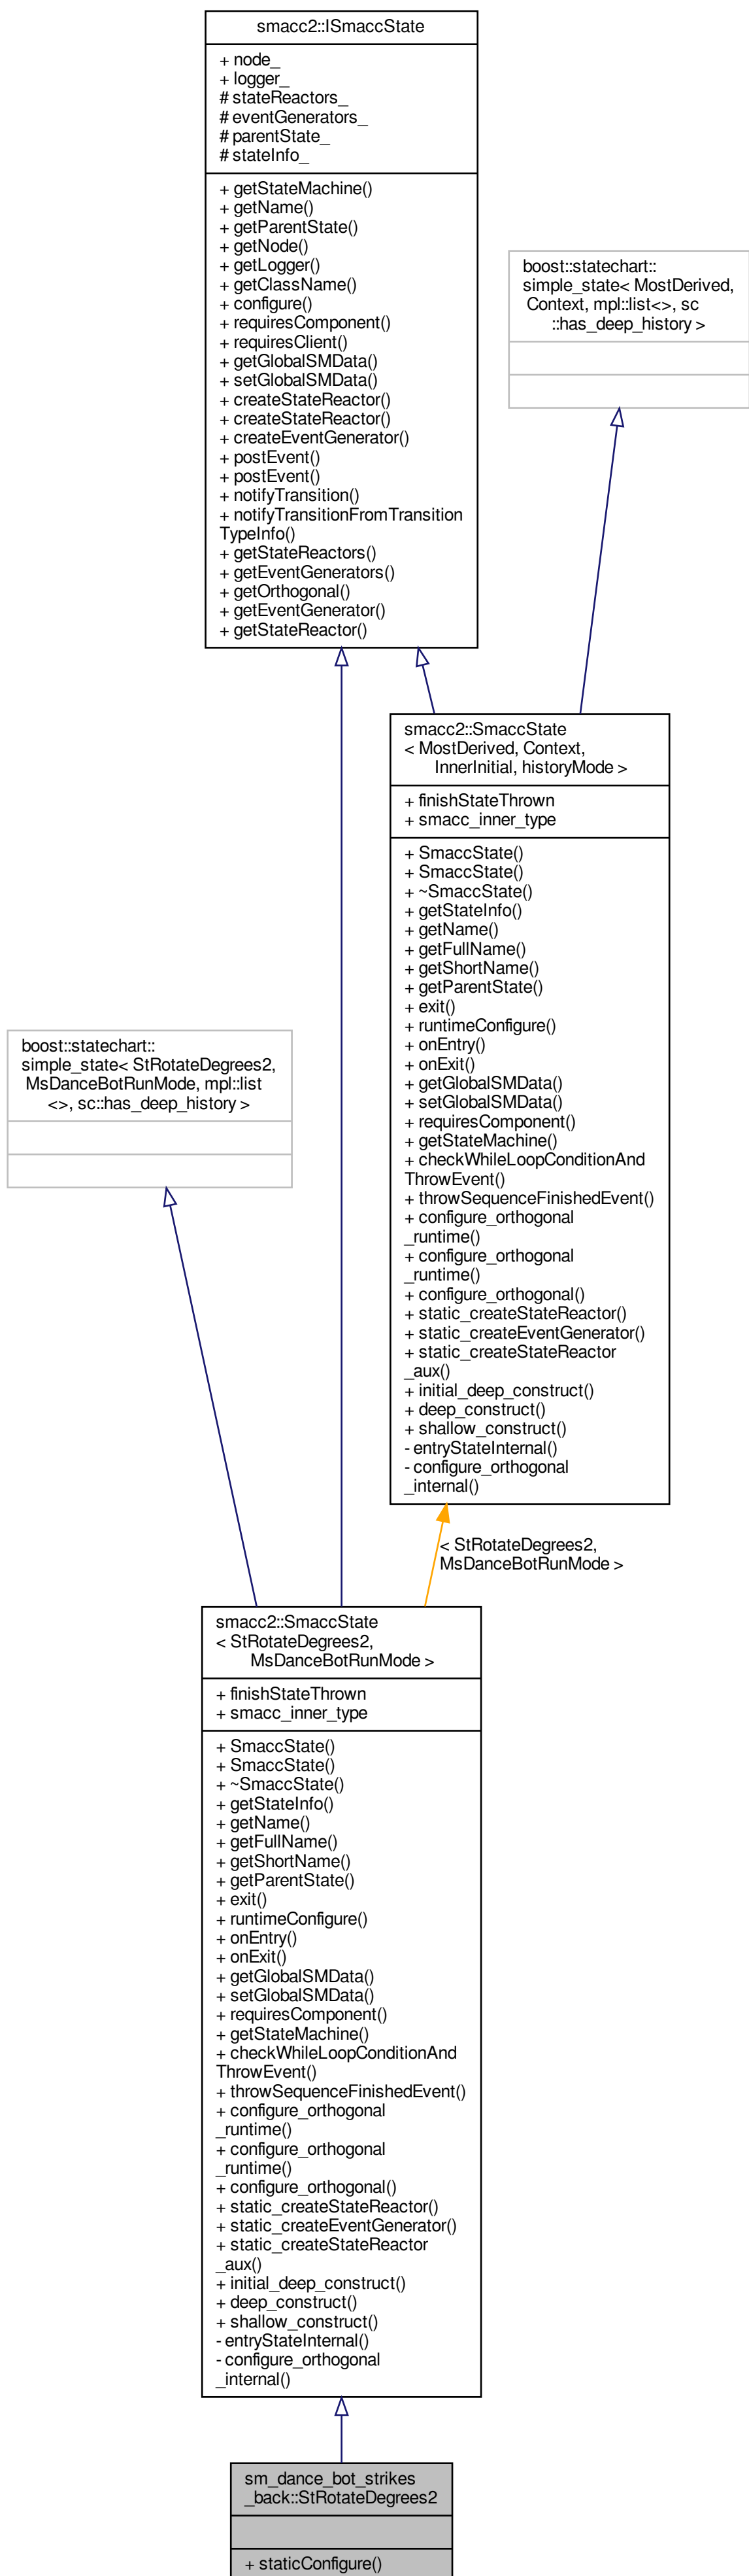 smacc2::ISmaccState
+ node_
+ logger_
# stateReactors_
# eventGenerators_
# parentState_
# stateInfo_
+ getStateMachine()
+ getName()
+ getParentState()
+ getNode()
+ getLogger()
+ getClassName()
+ configure()
+ requiresComponent()
+ requiresClient()
+ getGlobalSMData()
+ setGlobalSMData()
+ createStateReactor()
+ createStateReactor()
+ createEventGenerator()
+ postEvent()
+ postEvent()
+ notifyTransition()
+ notifyTransitionFromTransition
TypeInfo()
+ getStateReactors()
+ getEventGenerators()
+ getOrthogonal()
+ getEventGenerator()
+ getStateReactor()
boost::statechart::
simple_state< MostDerived,
Context, mpl::list<>, sc
::has_deep_history >
smacc2::SmaccState
< MostDerived, Context,
InnerInitial, historyMode >
+ finishStateThrown
+ smacc_inner_type
+ SmaccState()
+ SmaccState()
+ ~SmaccState()
+ getStateInfo()
+ getName()
+ getFullName()
+ getShortName()
+ getParentState()
+ exit()
+ runtimeConfigure()
+ onEntry()
+ onExit()
+ getGlobalSMData()
+ setGlobalSMData()
+ requiresComponent()
+ getStateMachine()
+ checkWhileLoopConditionAnd
ThrowEvent()
+ throwSequenceFinishedEvent()
+ configure_orthogonal
_runtime()
+ configure_orthogonal
_runtime()
+ configure_orthogonal()
+ static_createStateReactor()
+ static_createEventGenerator()
+ static_createStateReactor
_aux()
+ initial_deep_construct()
+ deep_construct()
+ shallow_construct()
- entryStateInternal()
- configure_orthogonal
_internal()
boost::statechart::
simple_state< StRotateDegrees2,
MsDanceBotRunMode, mpl::list
<>, sc::has_deep_history >
< StRotateDegrees2,
MsDanceBotRunMode >
smacc2::SmaccState
< StRotateDegrees2,
MsDanceBotRunMode >
+ finishStateThrown
+ smacc_inner_type
+ SmaccState()
+ SmaccState()
+ ~SmaccState()
+ getStateInfo()
+ getName()
+ getFullName()
+ getShortName()
+ getParentState()
+ exit()
+ runtimeConfigure()
+ onEntry()
+ onExit()
+ getGlobalSMData()
+ setGlobalSMData()
+ requiresComponent()
+ getStateMachine()
+ checkWhileLoopConditionAnd
ThrowEvent()
+ throwSequenceFinishedEvent()
+ configure_orthogonal
_runtime()
+ configure_orthogonal
_runtime()
+ configure_orthogonal()
+ static_createStateReactor()
+ static_createEventGenerator()
+ static_createStateReactor
_aux()
+ initial_deep_construct()
+ deep_construct()
+ shallow_construct()
- entryStateInternal()
- configure_orthogonal
_internal()
sm_dance_bot_strikes
_back::StRotateDegrees2
+ staticConfigure()